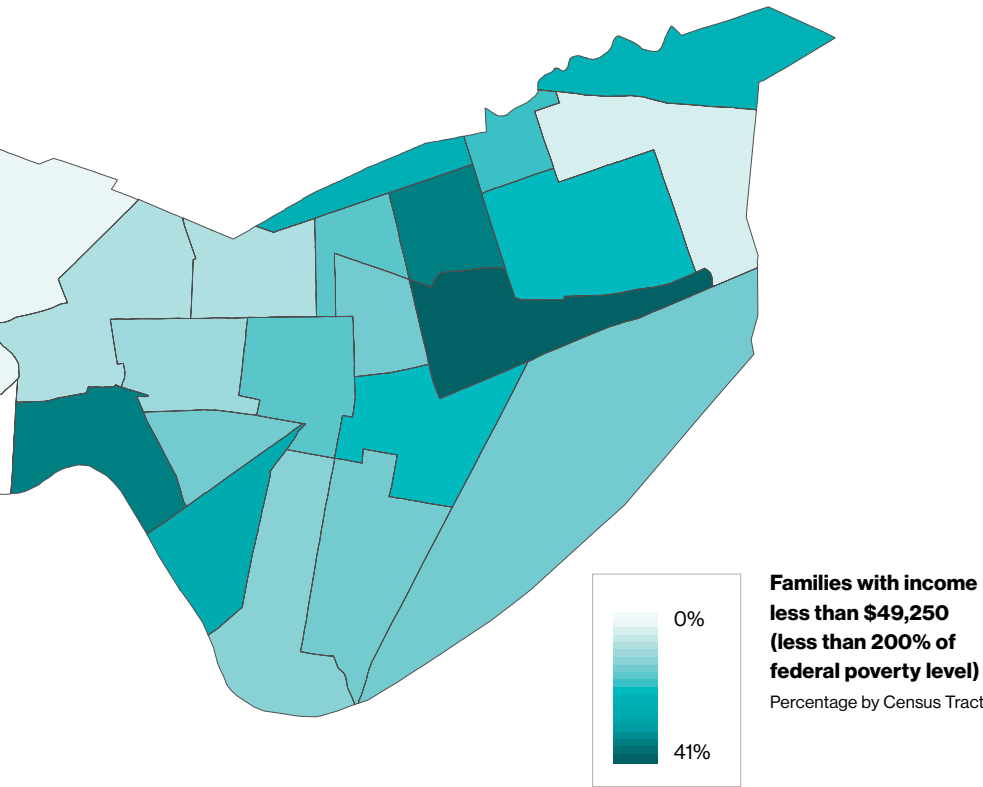 Families with income
less than $49,250
(less than 200% of
federal poverty level)
Percentage by Census Tract
0%
41%